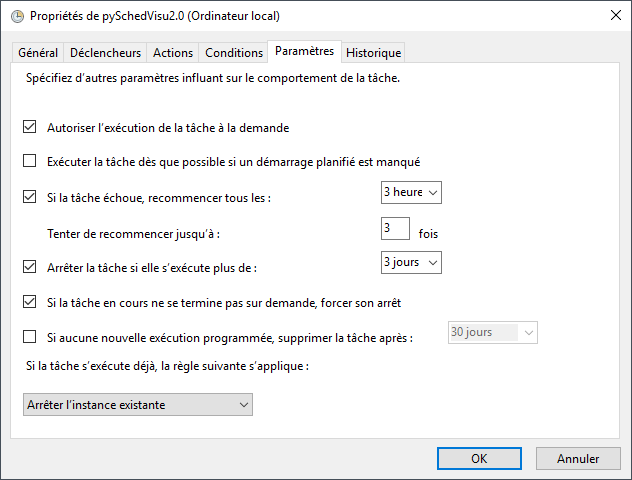 Propriétés de pySchedVisu2.0 (Ordinateur local)
Général Déclencheurs Actions Conditions Paramètres Historique
Spécifiez d'autres paramètres influant sur le comportement de la tâche.
Autoriser l'exécution de la tâche à la demande
Exécuter la tâche dès que possible si un démarrage planifié est manqué
Si la tâche échoue, recommencer tous les : 3 heure
Tenter de recommencer jusqu'à : 3 fois
Arrêter la tâche si elle s'exécute plus de : 3 jours
Si la tâche en cours ne se termine pas sur demande, forcer son arrêt
Si aucune nouvelle exécution programmée, supprimer la tâche après : 30 jours
Si la tâche s'exécute déjà, la règle suivante s'applique :
Arrêter l'instance existante
OK Annuler